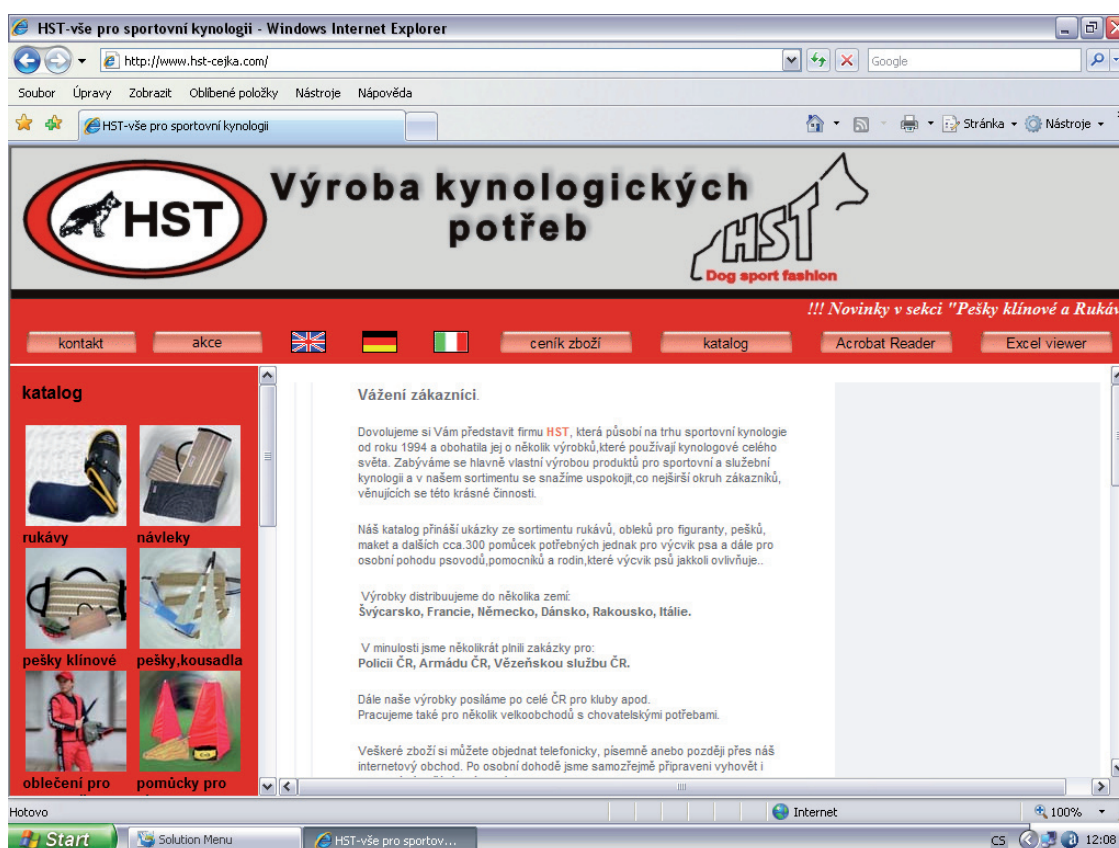 HST-vše pro sportovní kynologii - Windows Internet Explorer
http://www.hst-cejka.com/
Google
Soubor Úpravy Zobrazit Oblíbené položky Nástroje Nápověda
HST-vše pro sportovní kynologii
Stránka Nástroje
HST
Výroba kynologických
potřeb
HST
Dog sport fashion
!!! Novinky v sekci "Pešky klínové a Rukáv
kontakt akce ceník zboží katalog Acrobat Reader Excel viewer
katalog
rukávy návleky
pešky klínové pešky,kousadla
oblečení pro pomůcky pro
Vážení zákazníci.
Dovolujeme si Vám představit firmu HST, která působí na trhu sportovní kynologie
od roku 1994 a obohatila jej o několik výrobků,které používají kynologové celého
světa. Zabýváme se hlavně vlastní výrobou produktů pro sportovní a služební
kynologii a v našem sortimentu se snažíme uspokojit,co nejširší okruh zákazníků,
věnujících se této krásné činnosti.
Náš katalog přináší ukázky ze sortimentu rukávů, obleků pro figuranty, pešků,
maket a dalších cca.300 pomůcek potřebných jednak pro výcvik psa a dále pro
osobní pohodu psovodů,pomocníků a rodin,které výcvik psů jakkoli ovlivňuje..
Výrobky distribuujeme do několika zemí:
Švýcarsko, Francie, Německo, Dánsko, Rakousko, Itálie.
V minulosti jsme několikrát plnili zakázky pro:
Policii ČR, Armádu ČR, Vězeňskou službu ČR.
Dále naše výrobky posíláme po celé ČR pro kluby apod.
Pracujeme také pro několik velkoobchodů s chovatelskými potřebami.
Veškeré zboží si můžete objednat telefonicky, písemně anebo později přes náš
internetový obchod. Po osobní dohodě jsme samozřejmě připraveni vyhovět i
Hotovo Internet 100%
Start Solution Menu HST-vše pro sportov... CS 12:08